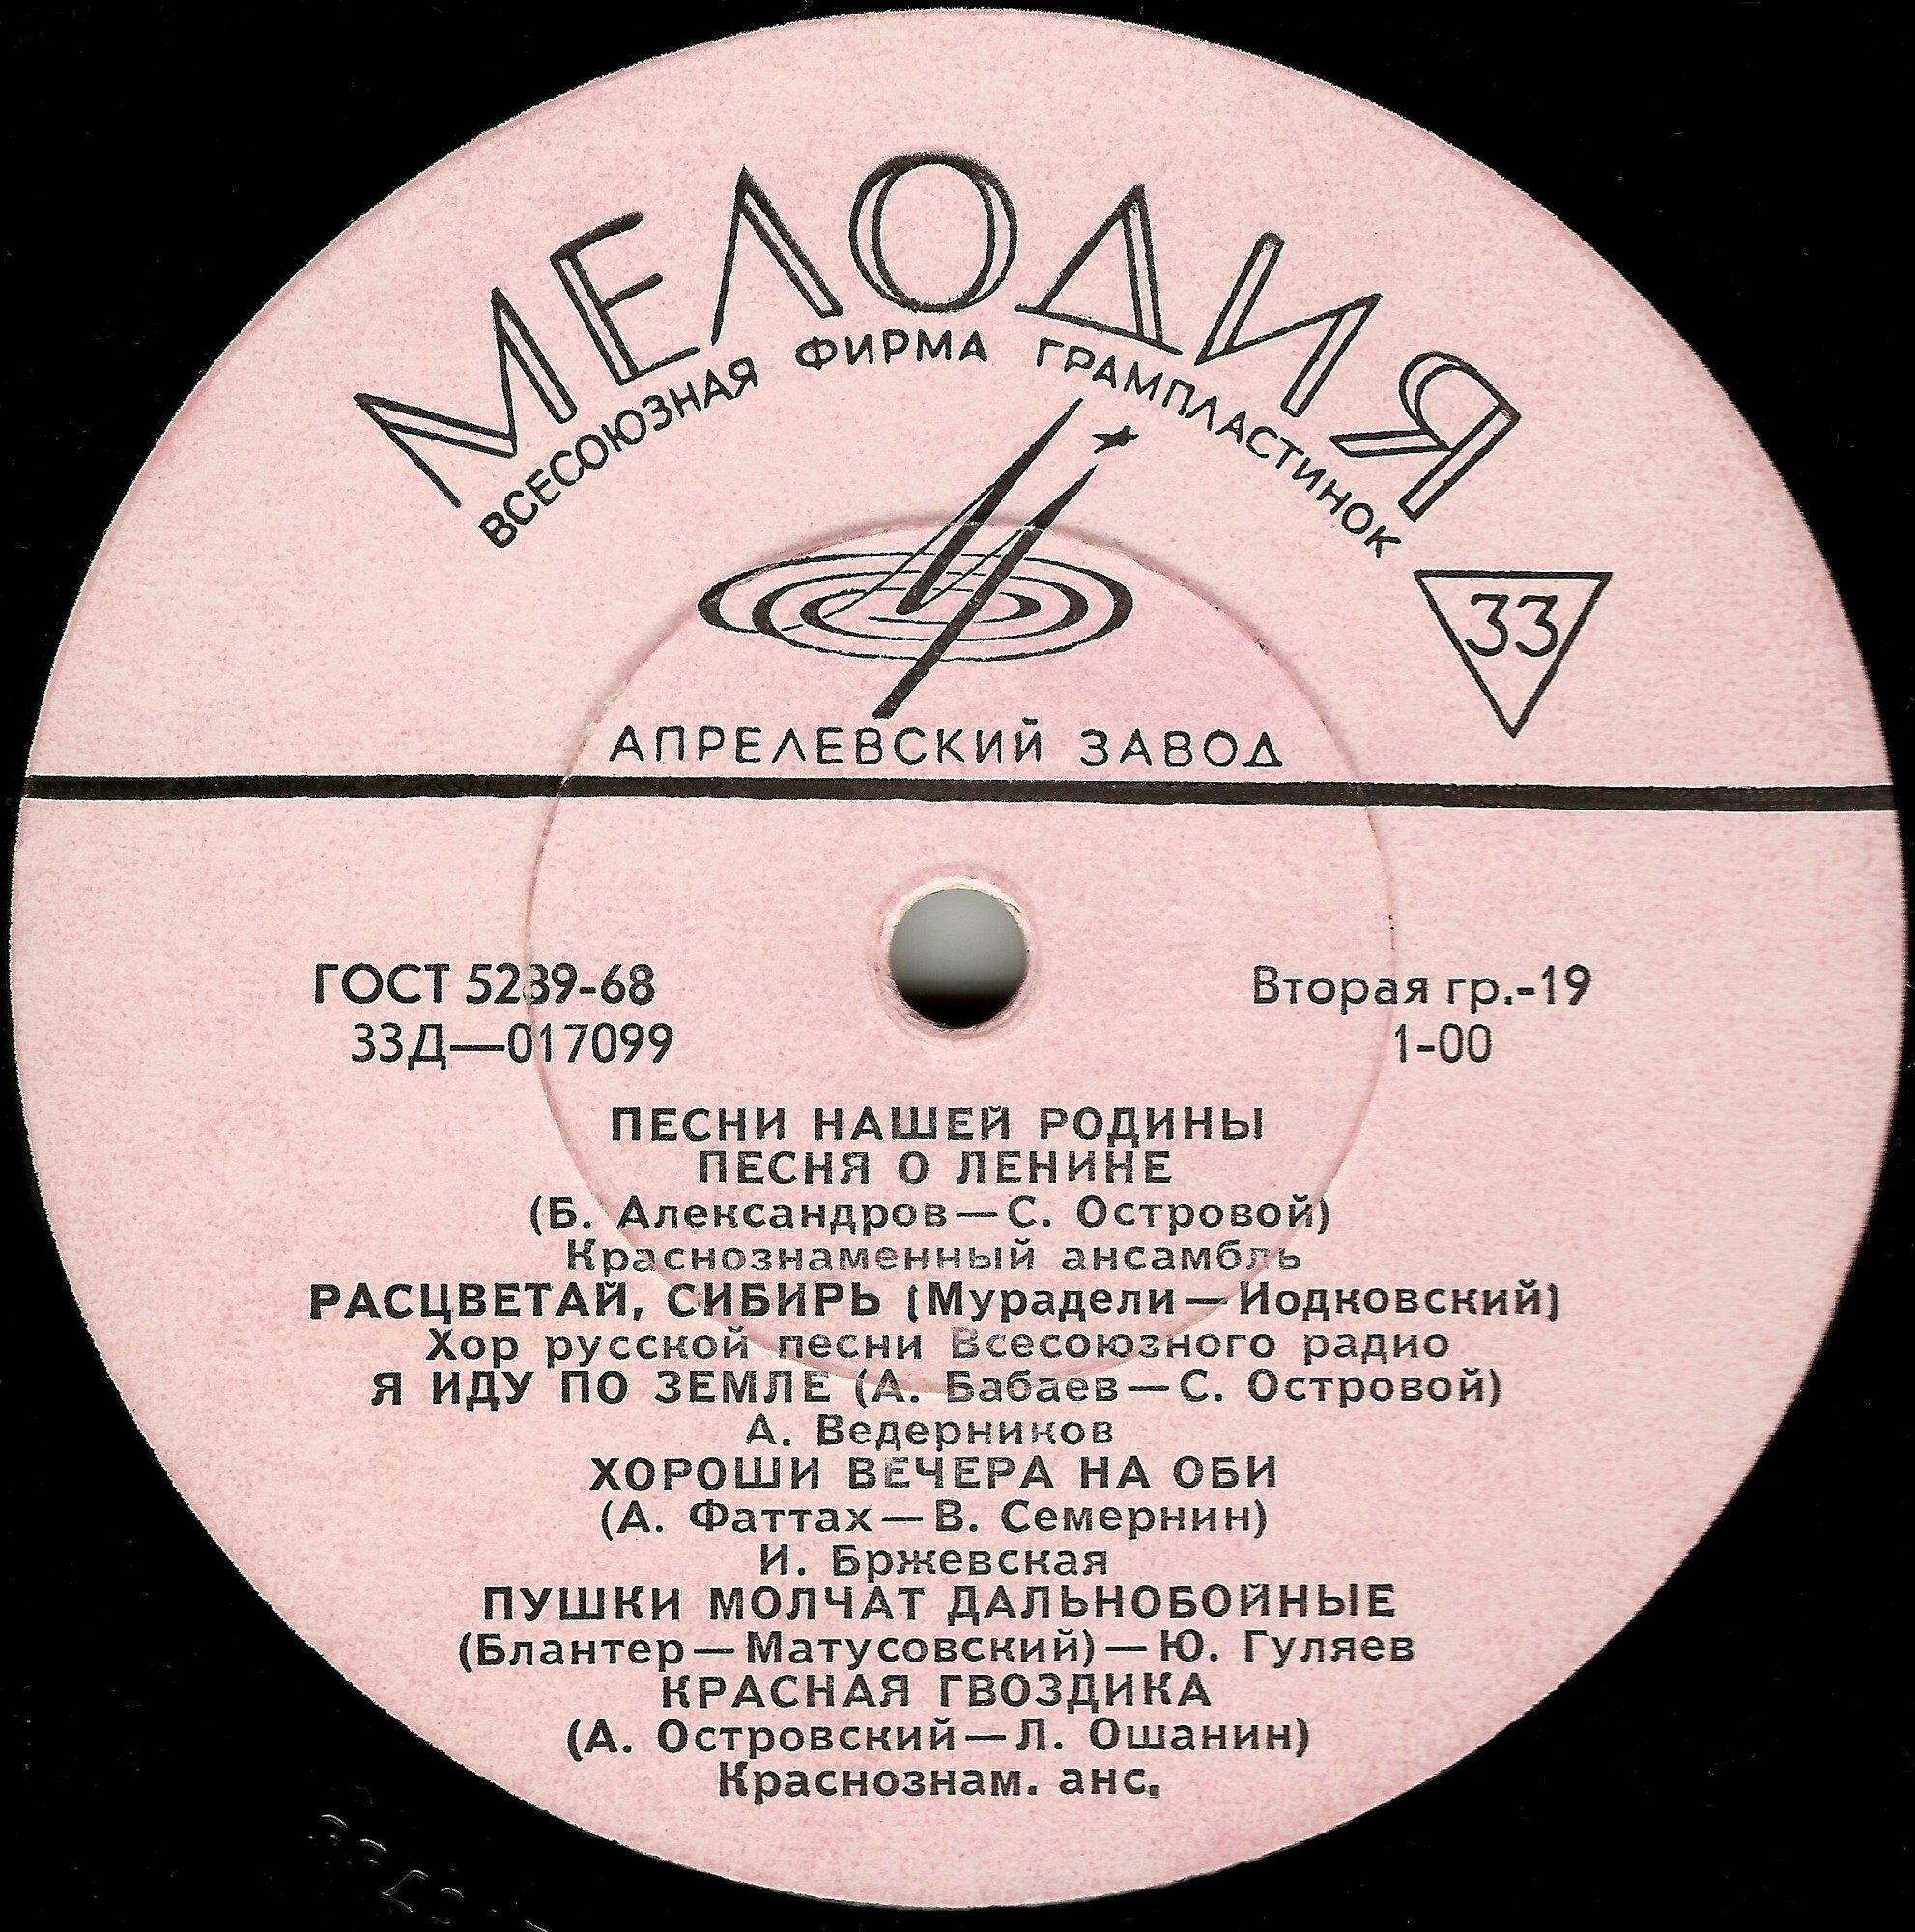 МЕЛОДИЯ
ВСЕСОЮЗНАЯ ФИРМА ГРАМПЛАСТИНОК
33
АПРЕЛЕВСКИЙ ЗАВОД
ГОСТ 5289-68
Вторая гр.-19
33Д—017099
1-00
ПЕСНИ НАШЕЙ РОДИНЫ
ПЕСНЯ О ЛЕНИНЕ
(Б. Александров—С. Островой)
Краснознаменный ансамбль
РАСЦВЕТАЙ, СИБИРЬ (Мурадели—Иодковский)
Хор русской песни Всесоюзного радио
Я ИДУ ПО ЗЕМЛЕ (А. Бабаев—С. Островой)
А. Ведерников
ХОРОШИ ВЕЧЕРА НА ОБИ
(А. Фаттах—В. Семернин)
И. Бржевская
ПУШКИ МОЛЧАТ ДАЛЬНОБОЙНЫЕ
(Блантер—Матусовский)—Ю. Гуляев
КРАСНАЯ ГВОЗДИКА
(А. Островский—Л. Ошанин)
Краснознам. анс.